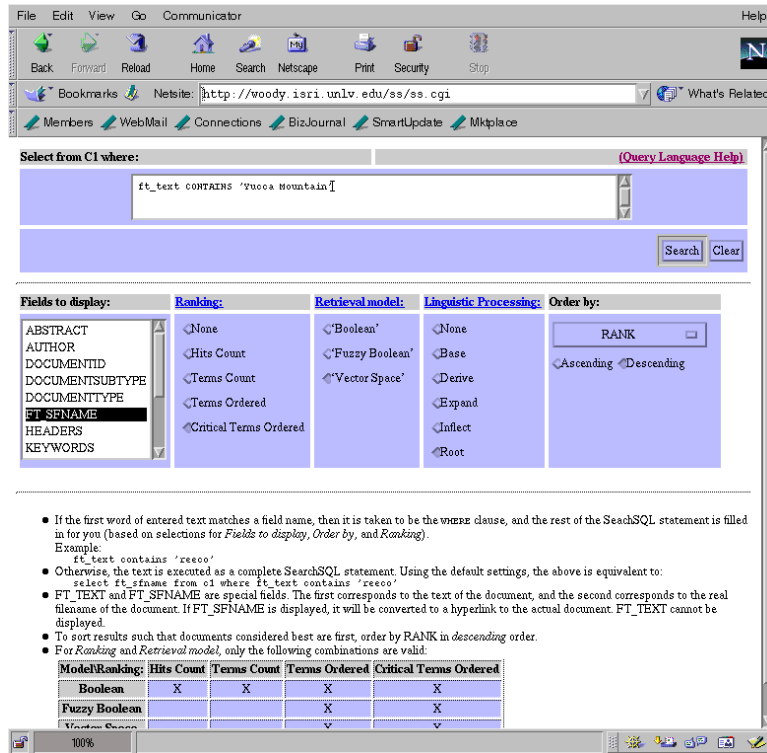 File Edit View Go Communicator Help
Back Forward Reload Home Search Netscape Print Security Stop
My
N
Bookmarks Netsite: http://woody.isri.unlv.edu/ss/ss.cgi What's Related
Members WebMail Connections BizJournal SmartUpdate Mktplace
Select from C1 where: (Query Language Help)
ft_text CONTAINS 'Yucca Mountain'
Search Clear
Fields to display: Ranking: Retrieval model: Linguistic Processing: Order by:
ABSTRACT None 'Boolean' None RANK
AUTHOR Hits Count 'Fuzzy Boolean' Base Ascending Descending
DOCUMENTID Terms Count 'Vector Space' Derive
DOCUMENTSUBTYPE Terms Ordered Expand
DOCUMENTTYPE Critical Terms Ordered Inflect
FT_SFNAME Root
HEADERS
KEYWORDS
If the first word of entered text matches a field name, then it is taken to be the WHERE clause, and the rest of the SeachSQL statement is filled
in for you (based on selections for Fields to display, Order by, and Ranking).
Example:
ft_text contains 'reeco'
Otherwise, the text is executed as a complete SearchSQL statement. Using the default settings, the above is equivalent to:
select ft_sfname from c1 where ft_text contains 'reeco'
FT_TEXT and FT_SFNAME are special fields. The first corresponds to the text of the document, and the second corresponds to the real
filename of the document. If FT_SFNAME is displayed, it will be converted to a hyperlink to the actual document. FT_TEXT cannot be
displayed.
To sort results such that documents considered best are first, order by RANK in descending order.
For Ranking and Retrieval model, only the following combinations are valid:
Model\Ranking: Hits Count Terms Count Terms Ordered Critical Terms Ordered
Boolean X X X X
Fuzzy Boolean X X
Vector Space X X
100%